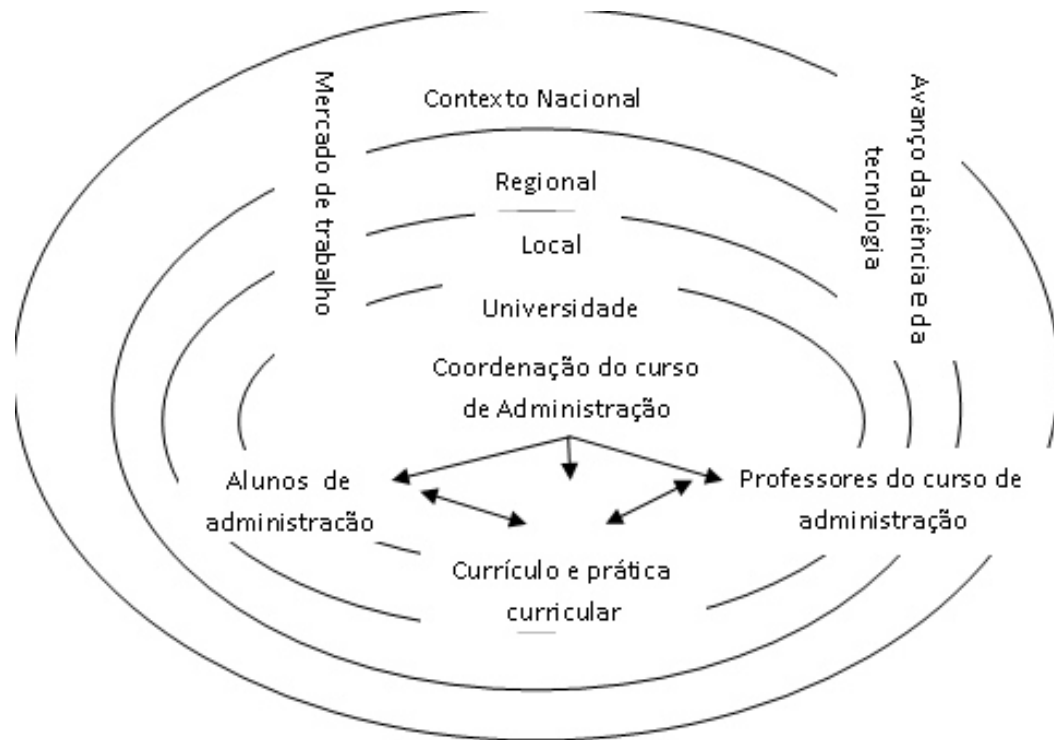 Contexto Nacional
Regional
Local
Universidade
Coordenação do curso
de Administração
Mercado de trabalho
Avanço da ciência e da
tecnologia
Alunos de
administracão
Professores do curso de
administração
Currículo e prática
curricular